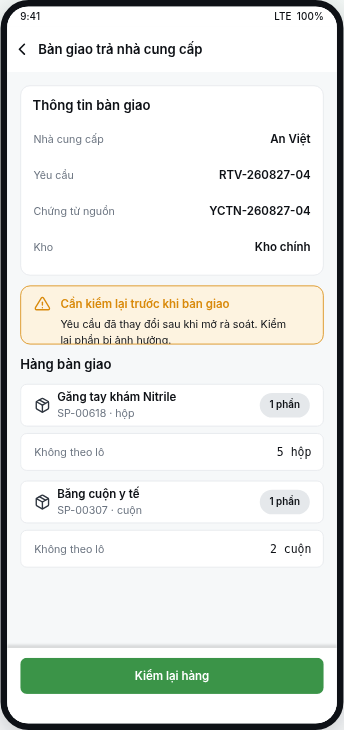 9:41
LTE 100%
Bàn giao trả nhà cung cấp
Thông tin bàn giao
Nhà cung cấp
An Việt
Yêu cầu
RTV-260827-04
Chứng từ nguồn
YCTN-260827-04
Kho
Kho chính
Cần kiểm lại trước khi bàn giao
Yêu cầu đã thay đổi sau khi mở rà soát. Kiểm
lại phần bị ảnh hưởng.
Hàng bàn giao
Găng tay khám Nitrile
SP-00618 · hộp
1 phần
Không theo lô
5 hộp
Băng cuộn y tế
SP-00307 · cuộn
1 phần
Không theo lô
2 cuộn
Kiểm lại hàng